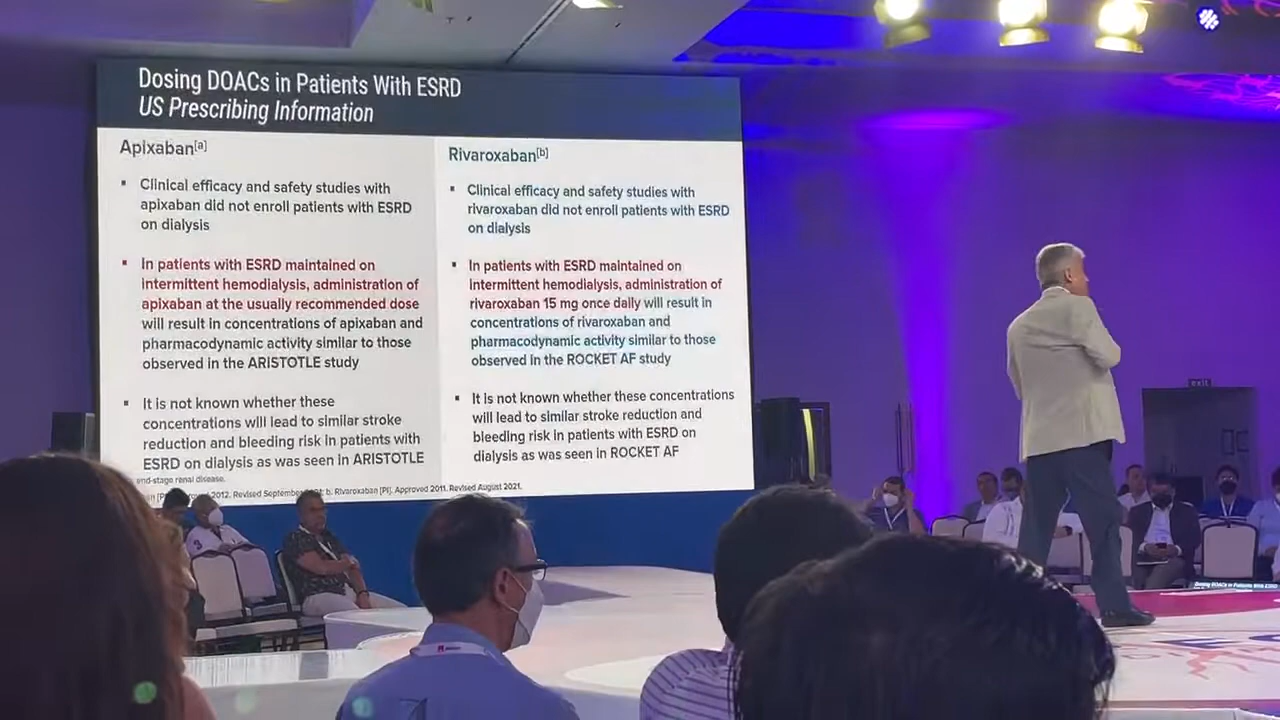 Dosing DOACs in Patients With ESRD
US Prescribing Information
Apixaban[a]
▪ Clinical efficacy and safety studies with
apixaban did not enroll patients with ESRD
on dialysis
▪ In patients with ESRD maintained on
intermittent hemodialysis, administration of
apixaban at the usually recommended dose
will result in concentrations of apixaban and
pharmacodynamic activity similar to those
observed in the ARISTOTLE study
▪ It is not known whether these
concentrations will lead to similar stroke
reduction and bleeding risk in patients with
ESRD on dialysis as was seen in ARISTOTLE
Rivaroxaban[b]
▪ Clinical efficacy and safety studies with
rivaroxaban did not enroll patients with ESRD
on dialysis
▪ In patients with ESRD maintained on
intermittent hemodialysis, administration of
rivaroxaban 15 mg once daily will result in
concentrations of rivaroxaban and
pharmacodynamic activity similar to those
observed in the ROCKET AF study
▪ It is not known whether these concentrations
will lead to similar stroke reduction and
bleeding risk in patients with ESRD on
dialysis as was seen in ROCKET AF
end-stage renal disease.
2012. Revised b. Rivaroxaban [PI]. Approved 2011. Revised August 2021.
exit
Dosing DOACs in Patients With ESRD